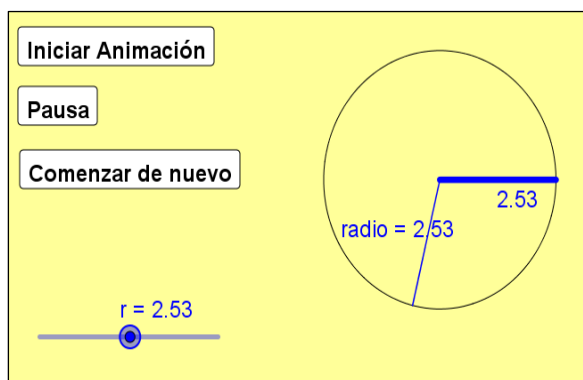 Iniciar Animación
Pausa
Comenzar de nuevo
2.53
radio = 2.53
r = 2.53